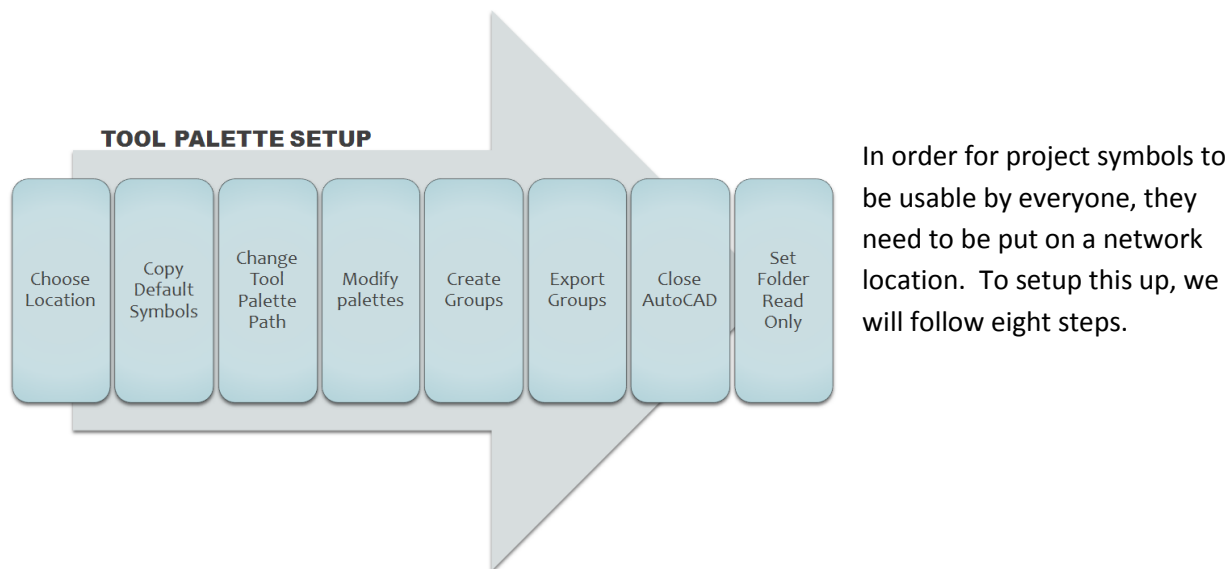 TOOL PALETTE SETUP
Choose
Location
Copy
Default
Symbols
Change
Tool
Palette
Path
Modify
palettes
Create
Groups
Export
Groups
Close
AutoCAD
Set
Folder
Read
Only
In order for project symbols to
be usable by everyone, they
need to be put on a network
location.  To setup this up, we
will follow eight steps.